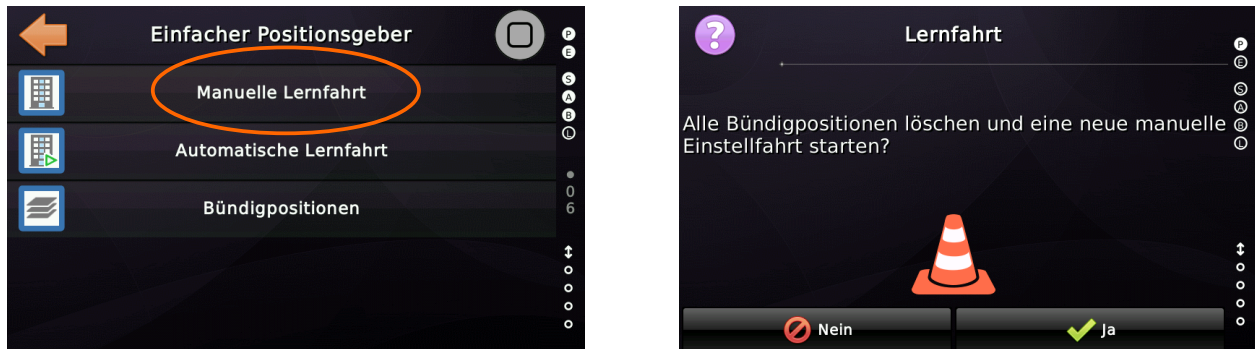 Einfacher Positionsgeber
Manuelle Lernfahrt
Automatische Lernfahrt
Bündigpositionen
P
E
S
A
B
L
0
6
?
Lernfahrt
Alle Bündigpositionen löschen und eine neue manuelle
Einstellfahrt starten?
Nein
Ja
P
E
S
A
B
L